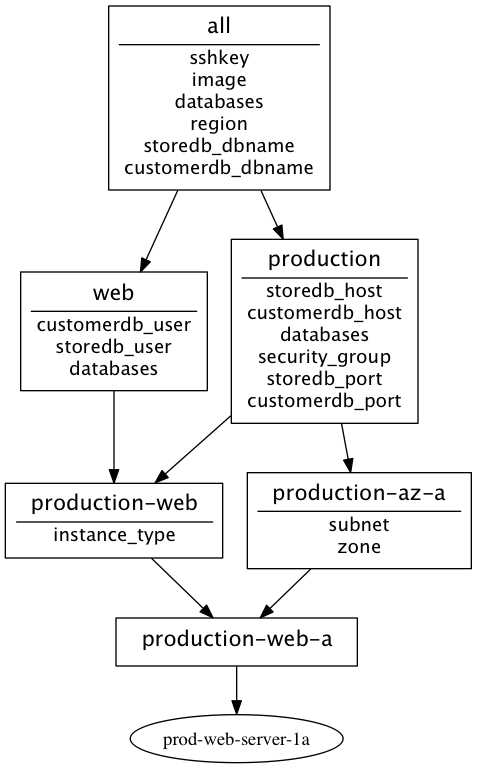 all
sshkey
image
databases
region
storedb_dbname
customerdb_dbname
production
storedb_host
customerdb_host
databases
security_group
storedb_port
customerdb_port
web
customerdb_user
storedb_user
databases
production-web
instance_type
production-az-a
subnet
zone
production-web-a
prod-web-server-1a